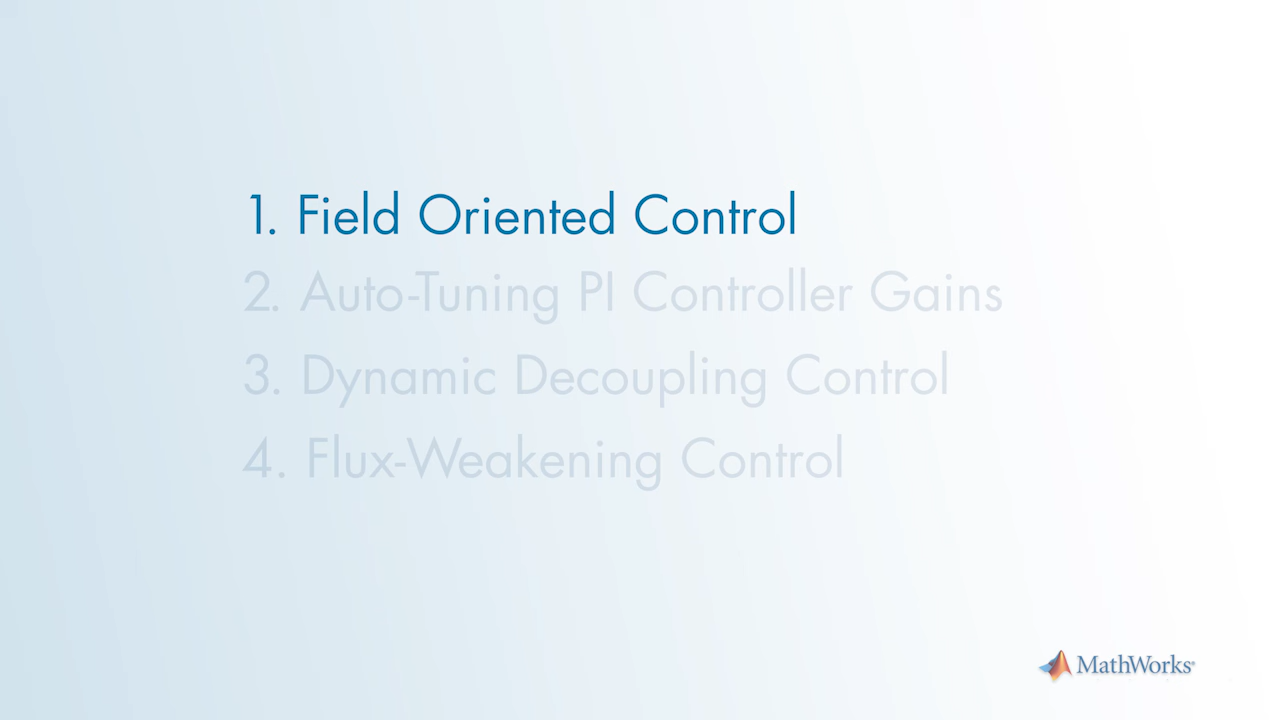 1. Field Oriented Control
2. Auto-Tuning PI Controller Gains
3. Dynamic Decoupling Control
4. Flux-Weakening Control
MathWorks®